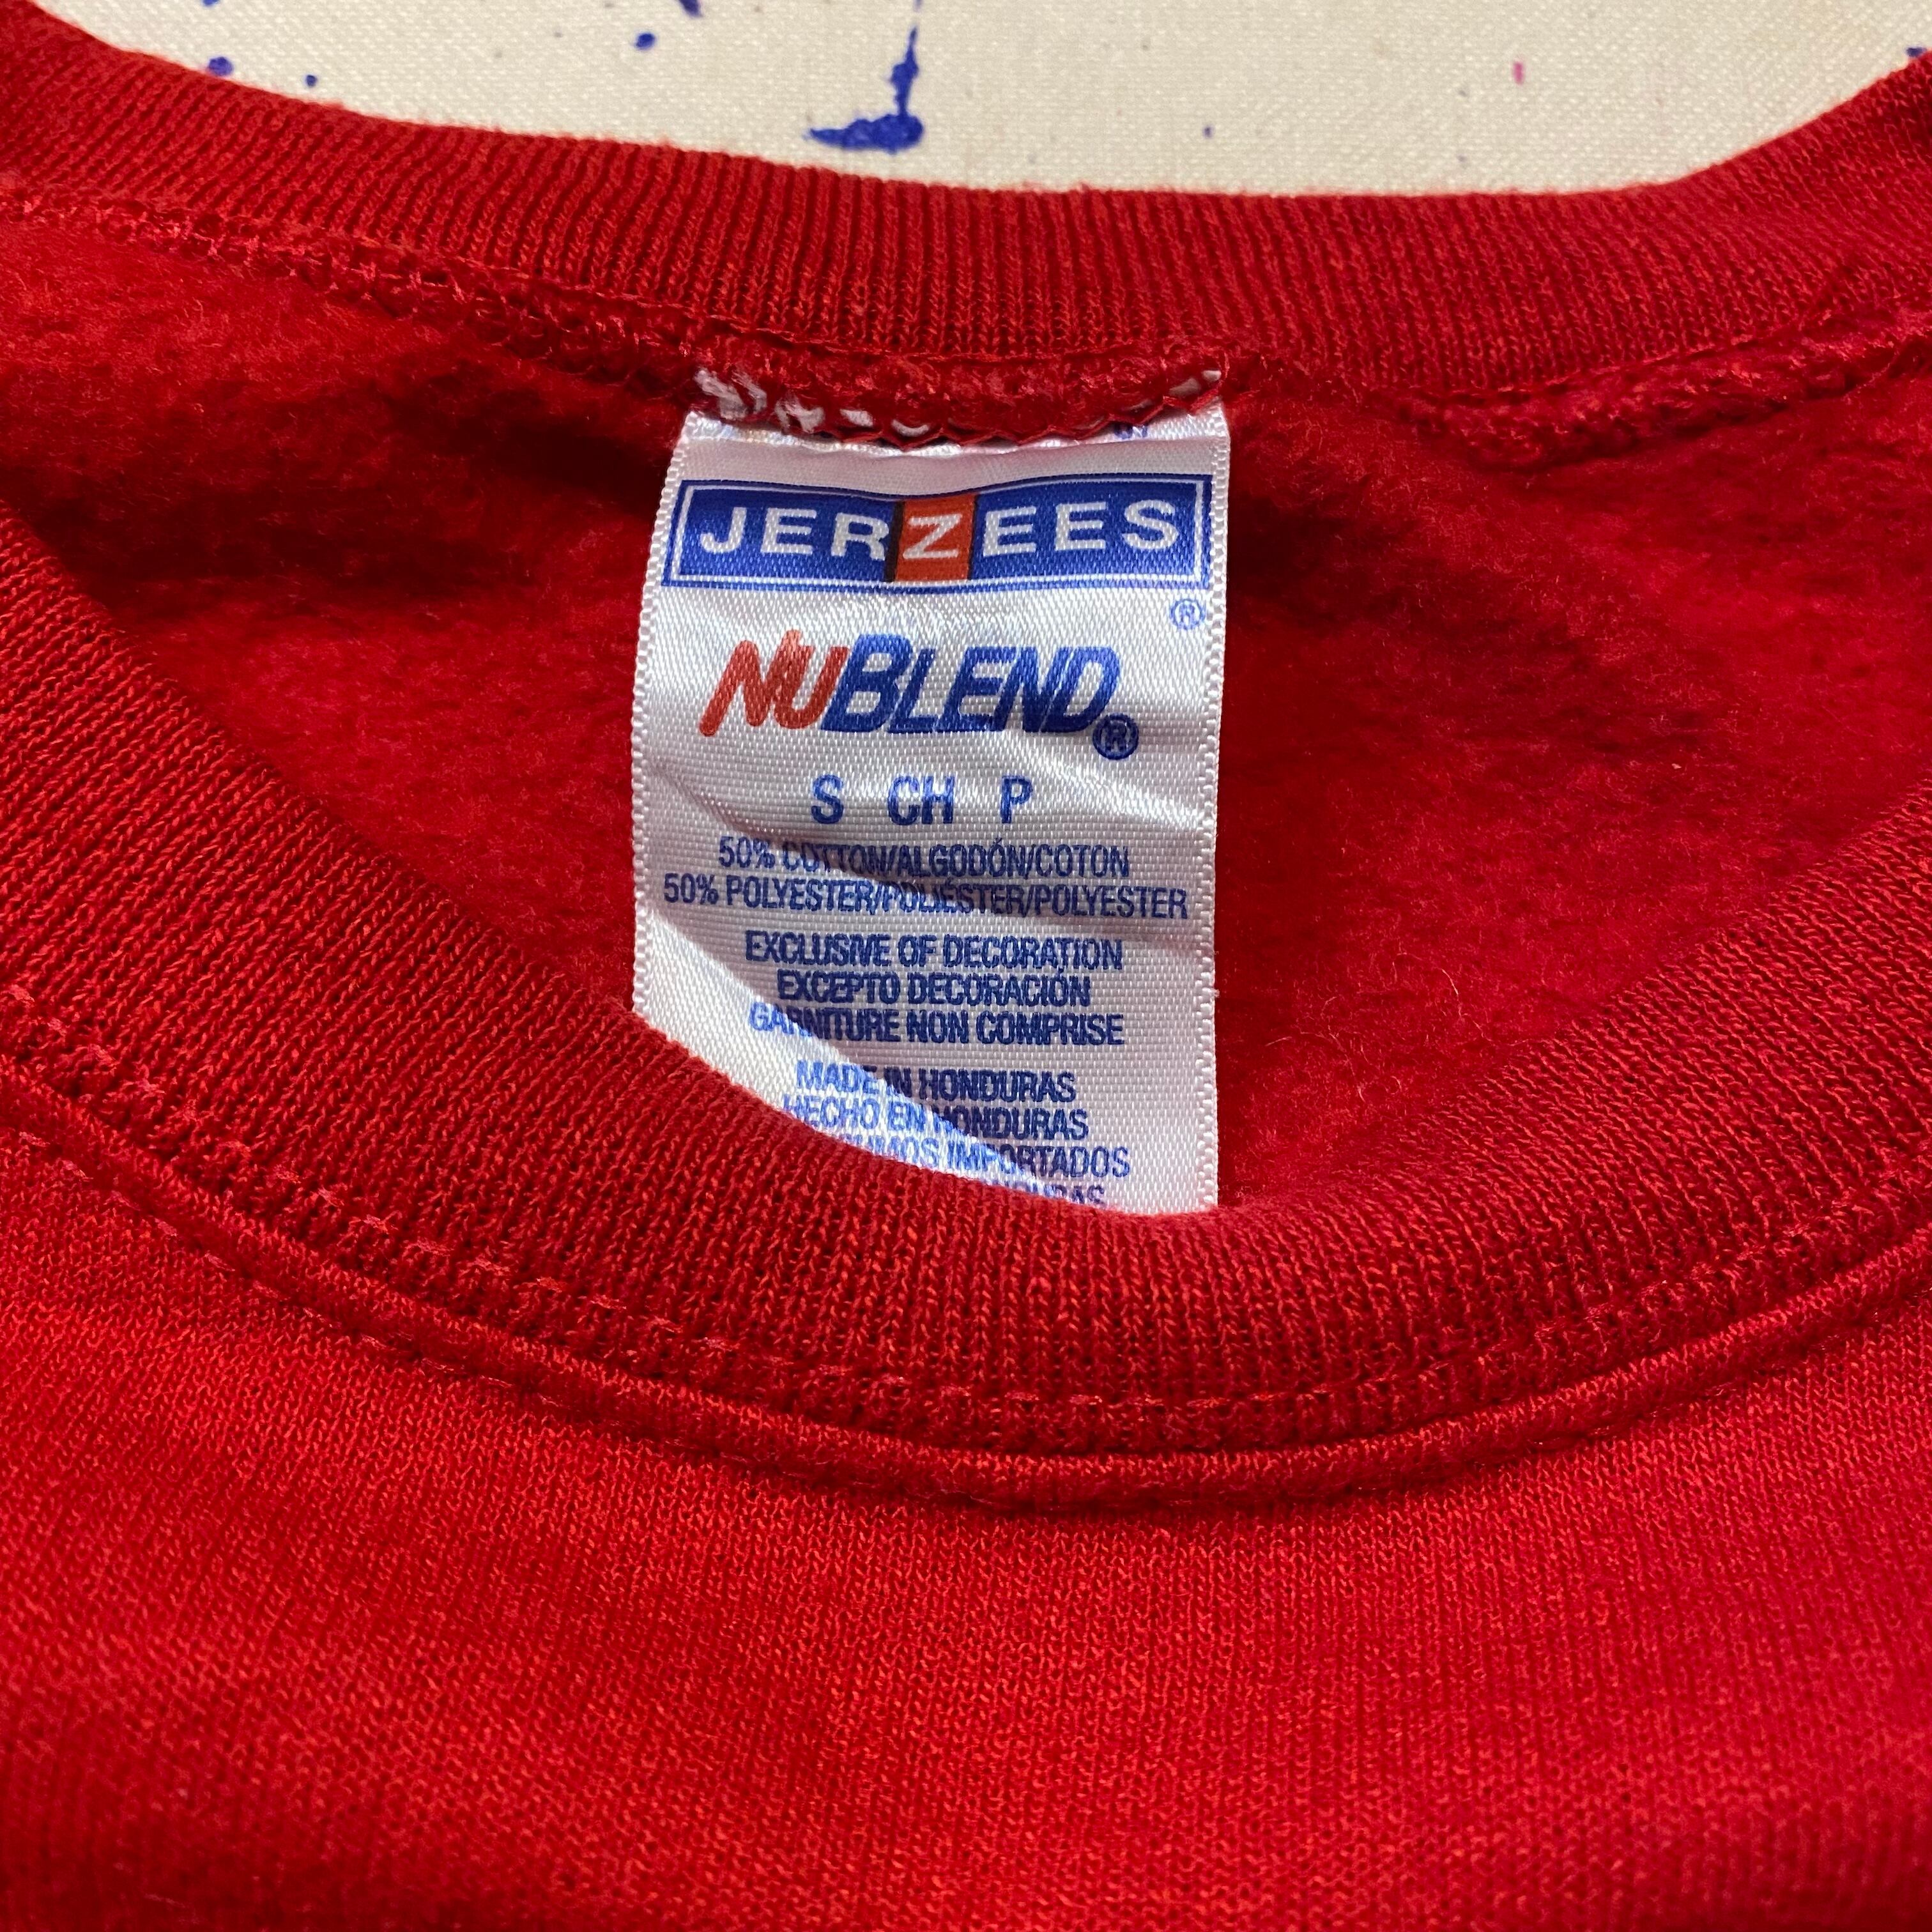 JERZEES
®
NUBLEND®
S CH P
50% COTTON/ALGODÓN/COTON
50% POLYESTER/POLIÉSTER/POLYESTER
EXCLUSIVE OF DECORATION
EXCEPTO DECORACIÓN
GARNITURE NON COMPRISE
MADE IN HONDURAS
HECHO EN HONDURAS
IMPORTADOS